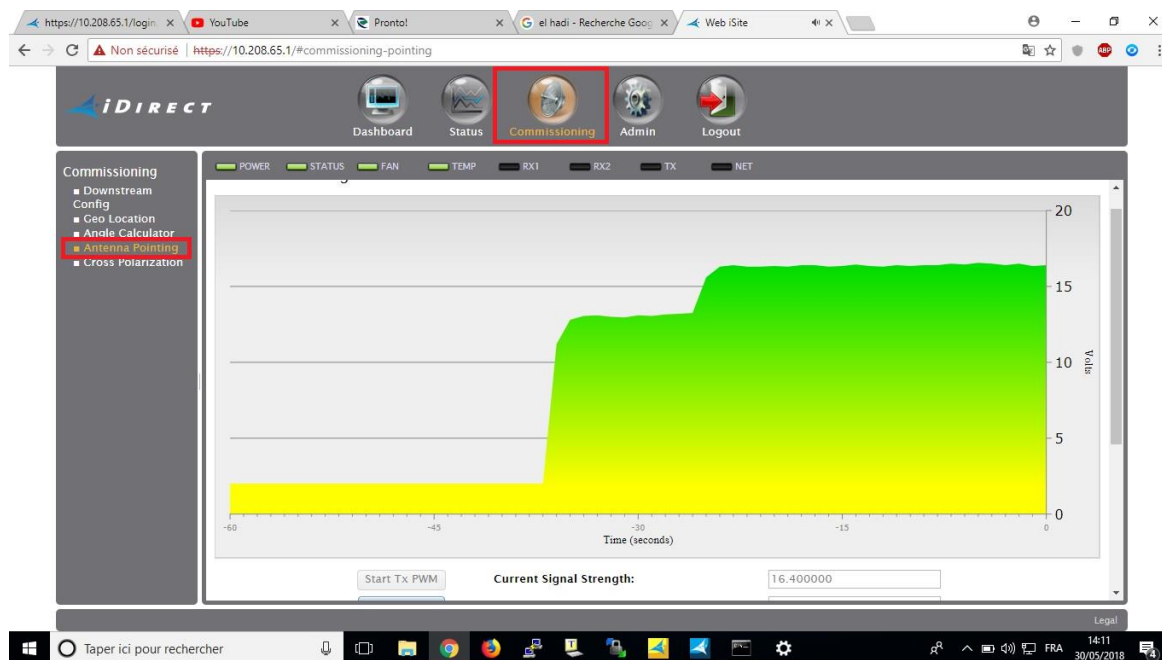 https://10.208.65.1/login
YouTube
Pronto!
el hadi - Recherche Goog
Web iSite
Non sécurisé
https://10.208.65.1/#commissioning-pointing
iDIRECT
Dashboard
Status
Commissioning
Admin
Logout
Commissioning
Downstream
Config
Geo Location
Angle Calculator
Antenna Pointing
Cross Polarization
POWER
STATUS
FAN
TEMP
RX1
RX2
TX
NET
20
15
10
5
0
Volts
-60
-45
-30
-15
0
Time (seconds)
Start Tx PWM
Current Signal Strength:
16.400000
Legal
Taper ici pour rechercher
FRA
14:11
30/05/2018
4
ABP